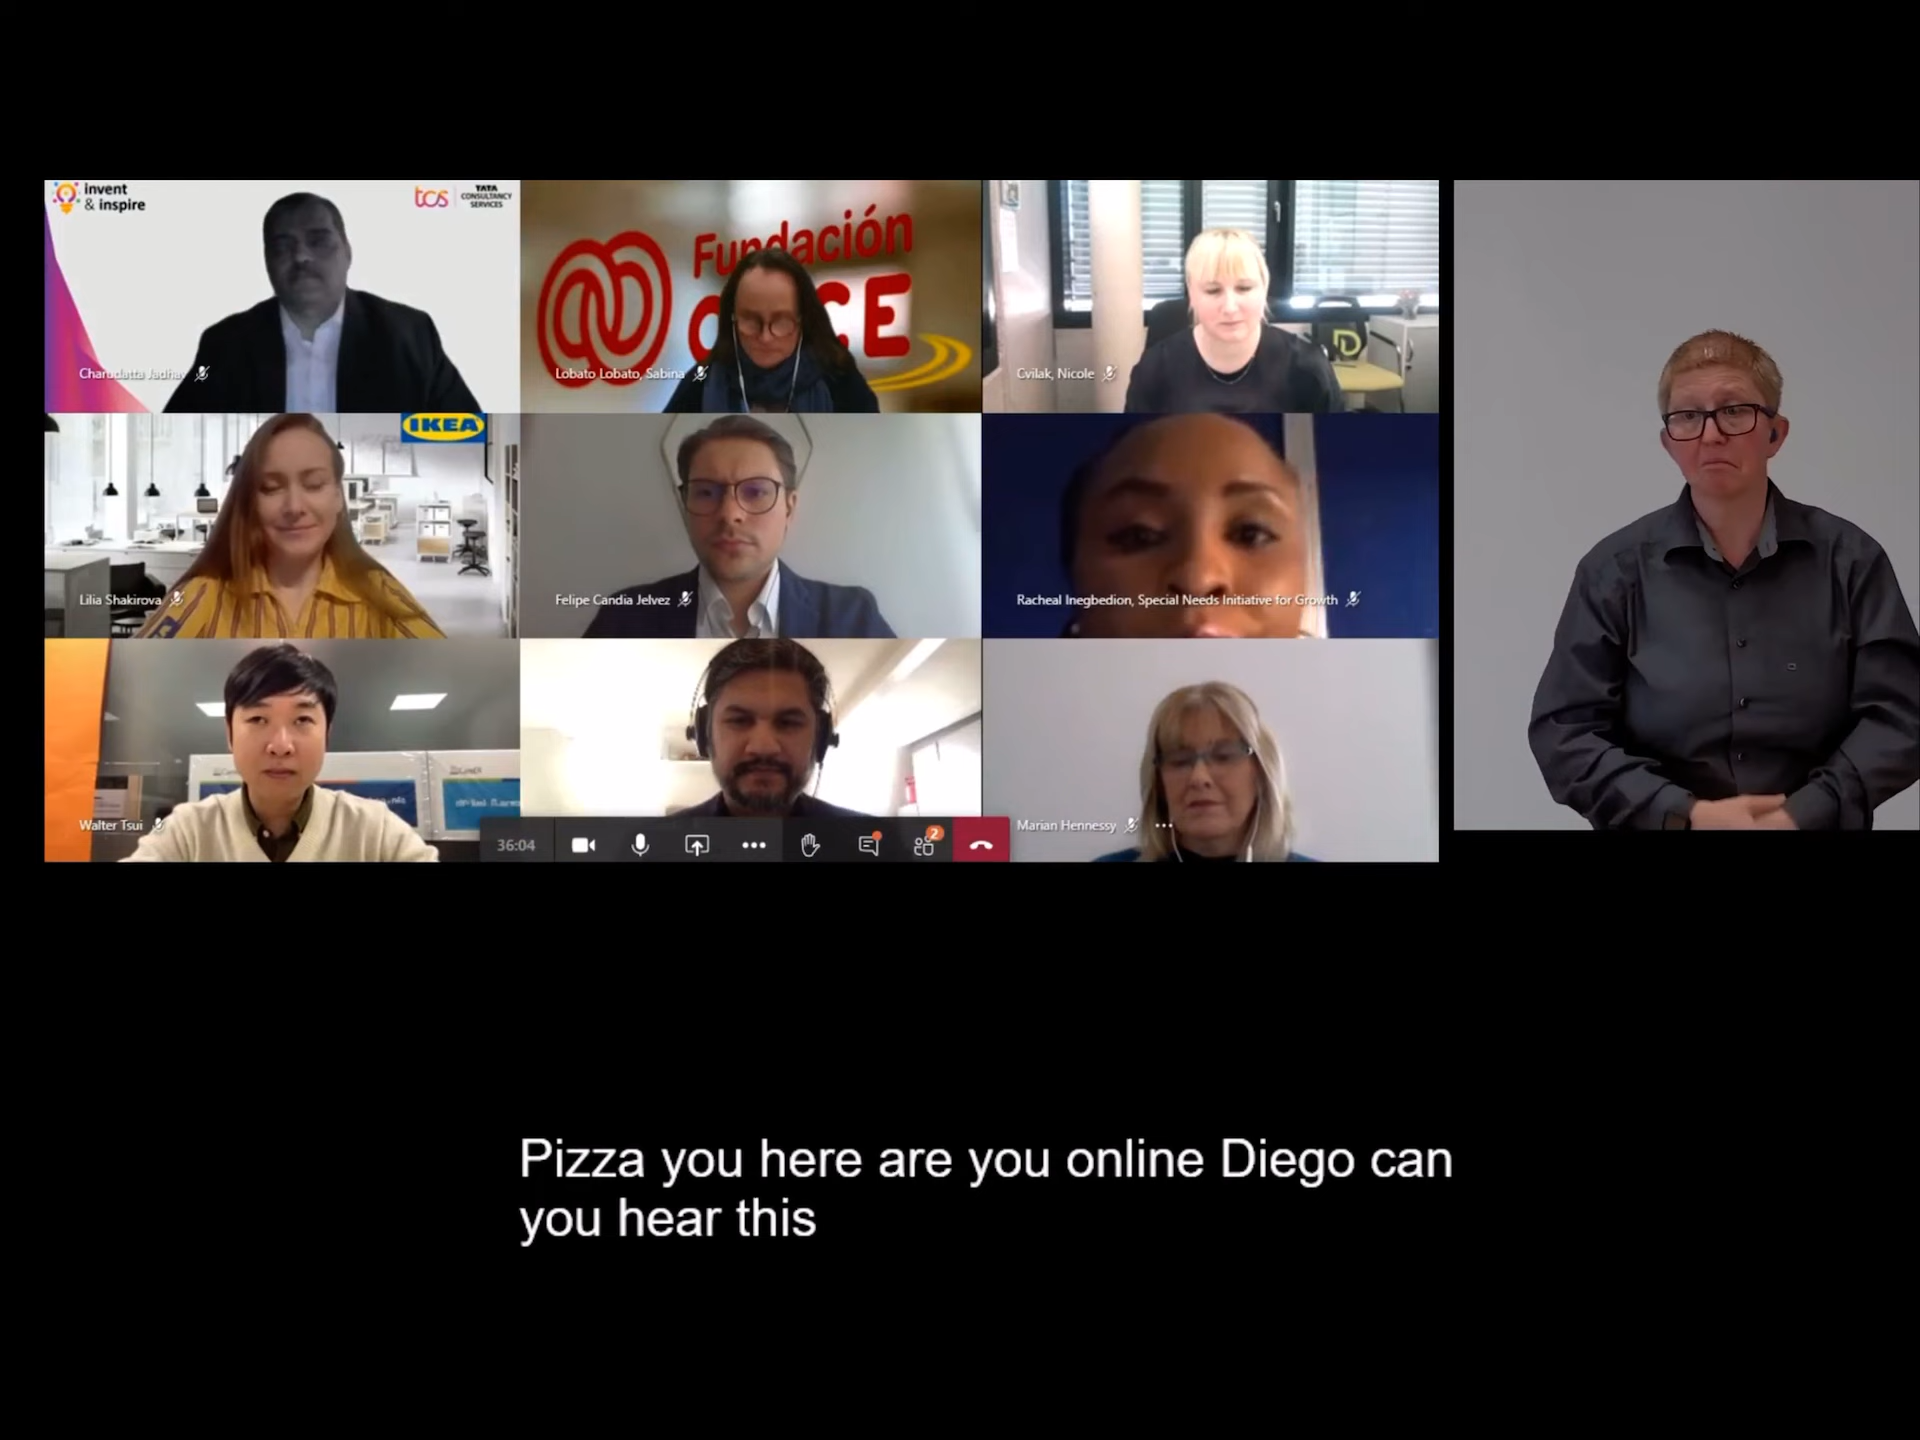 invent
& inspire
tcs
TATA
CONSULTANCY
SERVICES
Charudatta Jadhav
Fundación
Lobato Lobato, Sabina
Cvilak, Nicole
IKEA
Lilia Shakirova
Felipe Candia Jelvez
Racheal Inegbedion, Special Needs Initiative for Growth
Walter Tsui
36:04
2
Marian Hennessy
Pizza you here are you online Diego can
you hear this